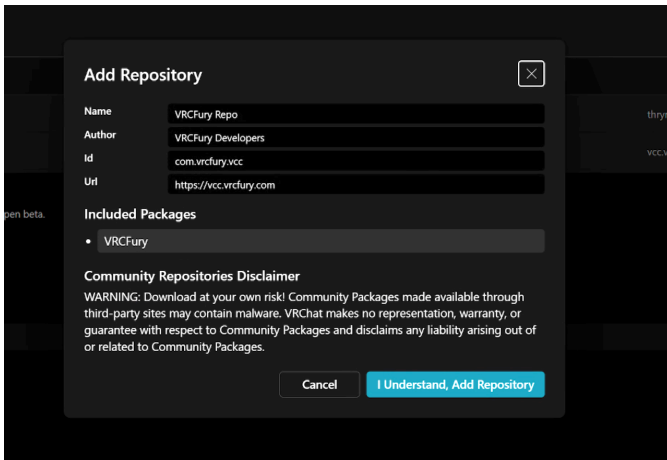 Add Repository
Name
VRCFury Repo
Author
VRCFury Developers
Id
com.vrcfury.vcc
Url
https://vcc.vrcfury.com
Included Packages
• VRCFury
Community Repositories Disclaimer
WARNING: Download at your own risk! Community Packages made available through
third-party sites may contain malware. VRChat makes no representation, warranty, or
guarantee with respect to Community Packages and disclaims any liability arising out of
or related to Community Packages.
Cancel
I Understand, Add Repository
pen beta.